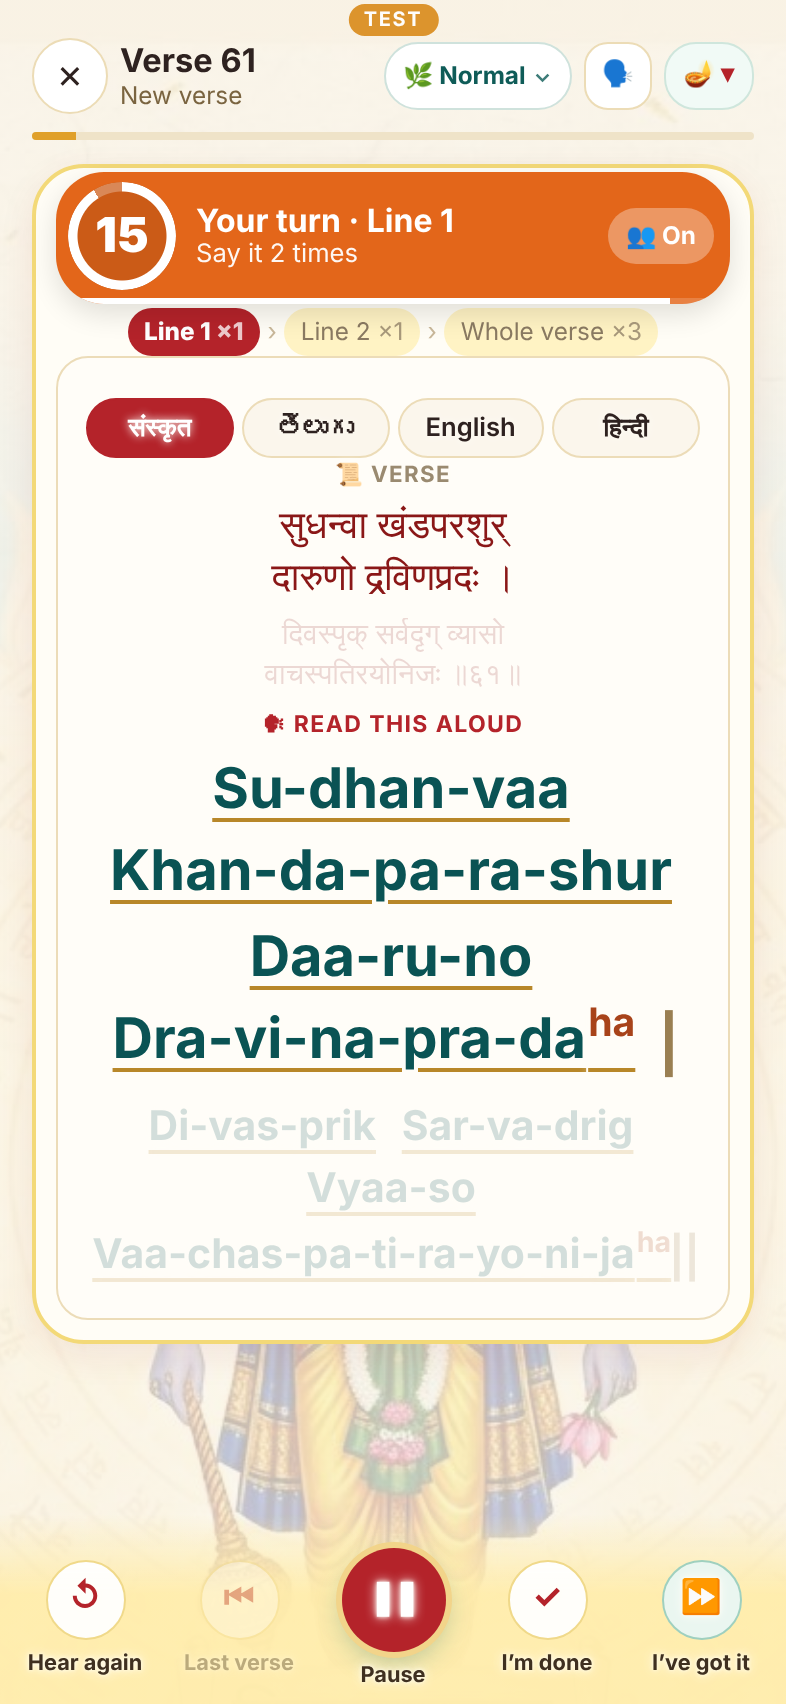 TEST
Verse 61
New verse
🌿 Normal
15
Your turn · Line 1
Say it 2 times
👥 On
Line 1 ×1 › Line 2 ×1 › Whole verse ×3
संस्कृत తెలుగు English हिन्दी
📜 VERSE
सुधन्वा खंडपरशुर्
दारुणो द्रविणप्रदः ।
दिवस्पृक् सर्वदृग् व्यासो
वाचस्पतिरयोनिजः ॥६१॥
🗣 READ THIS ALOUD
Su-dhan-vaa
Khan-da-pa-ra-shur
Daa-ru-no
Dra-vi-na-pra-daha |
Di-vas-prik Sar-va-drig
Vyaa-so
Vaa-chas-pa-ti-ra-yo-ni-jaha||
Hear again Last verse Pause I’m done I’ve got it